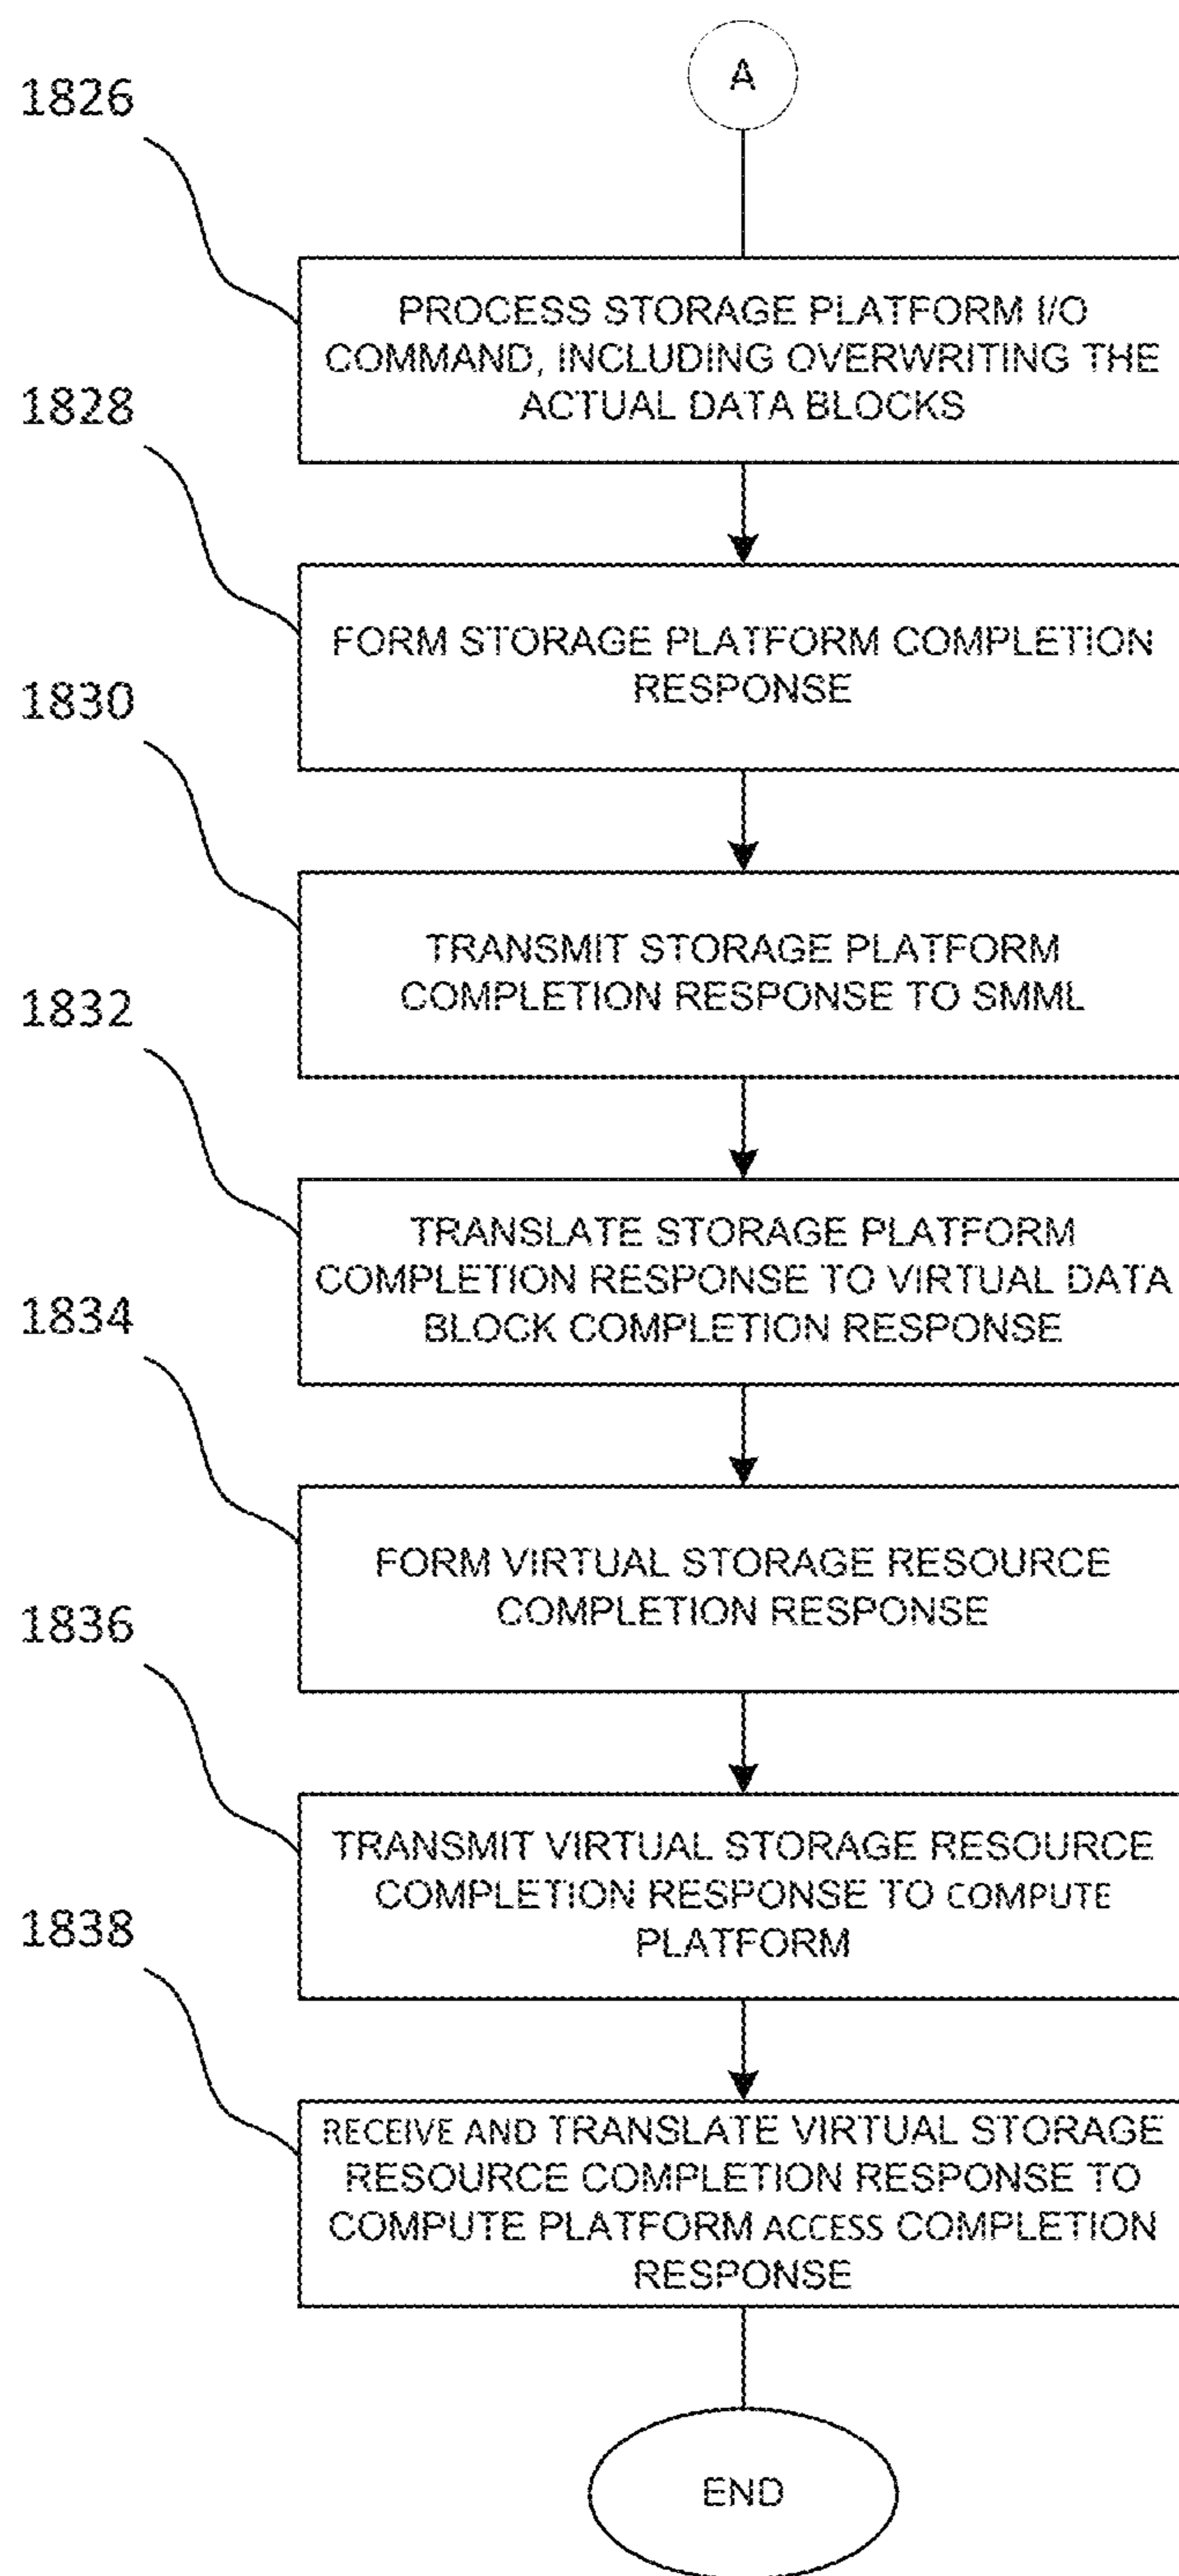 A
1826
PROCESS STORAGE PLATFORM I/O
COMMAND, INCLUDING OVERWRITING THE
ACTUAL DATA BLOCKS
1828
FORM STORAGE PLATFORM COMPLETION
RESPONSE
1830
TRANSMIT STORAGE PLATFORM
COMPLETION RESPONSE TO SMML
1832
TRANSLATE STORAGE PLATFORM
COMPLETION RESPONSE TO VIRTUAL DATA
BLOCK COMPLETION RESPONSE
1834
FORM VIRTUAL STORAGE RESOURCE
COMPLETION RESPONSE
1836
TRANSMIT VIRTUAL STORAGE RESOURCE
COMPLETION RESPONSE TO COMPUTE
PLATFORM
1838
RECEIVE AND TRANSLATE VIRTUAL STORAGE
RESOURCE COMPLETION RESPONSE TO
COMPUTE PLATFORM ACCESS COMPLETION
RESPONSE
END